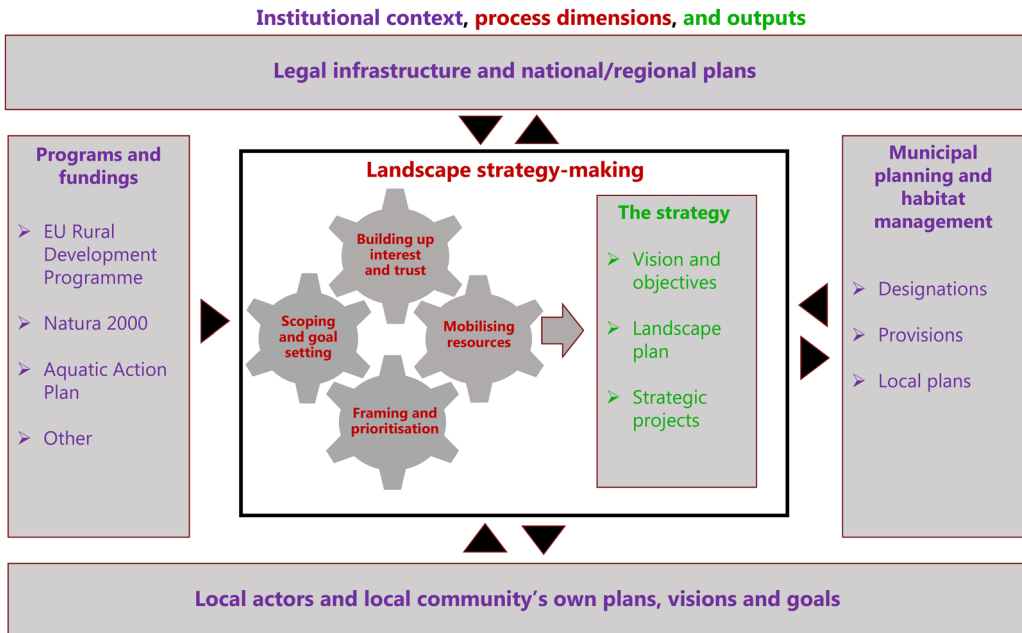 Institutional context, process dimensions, and outputs
Legal infrastructure and national/regional plans
Programs and
fundings
EU Rural
Development
Programme
Natura 2000
Aquatic Action
Plan
Other
Landscape strategy-making
Building up
interest
and trust
Scoping
and goal
setting
Mobilising
resources
Framing and
prioritisation
The strategy
Vision and
objectives
Landscape
plan
Strategic
projects
Municipal
planning and
habitat
management
Designations
Provisions
Local plans
Local actors and local community’s own plans, visions and goals